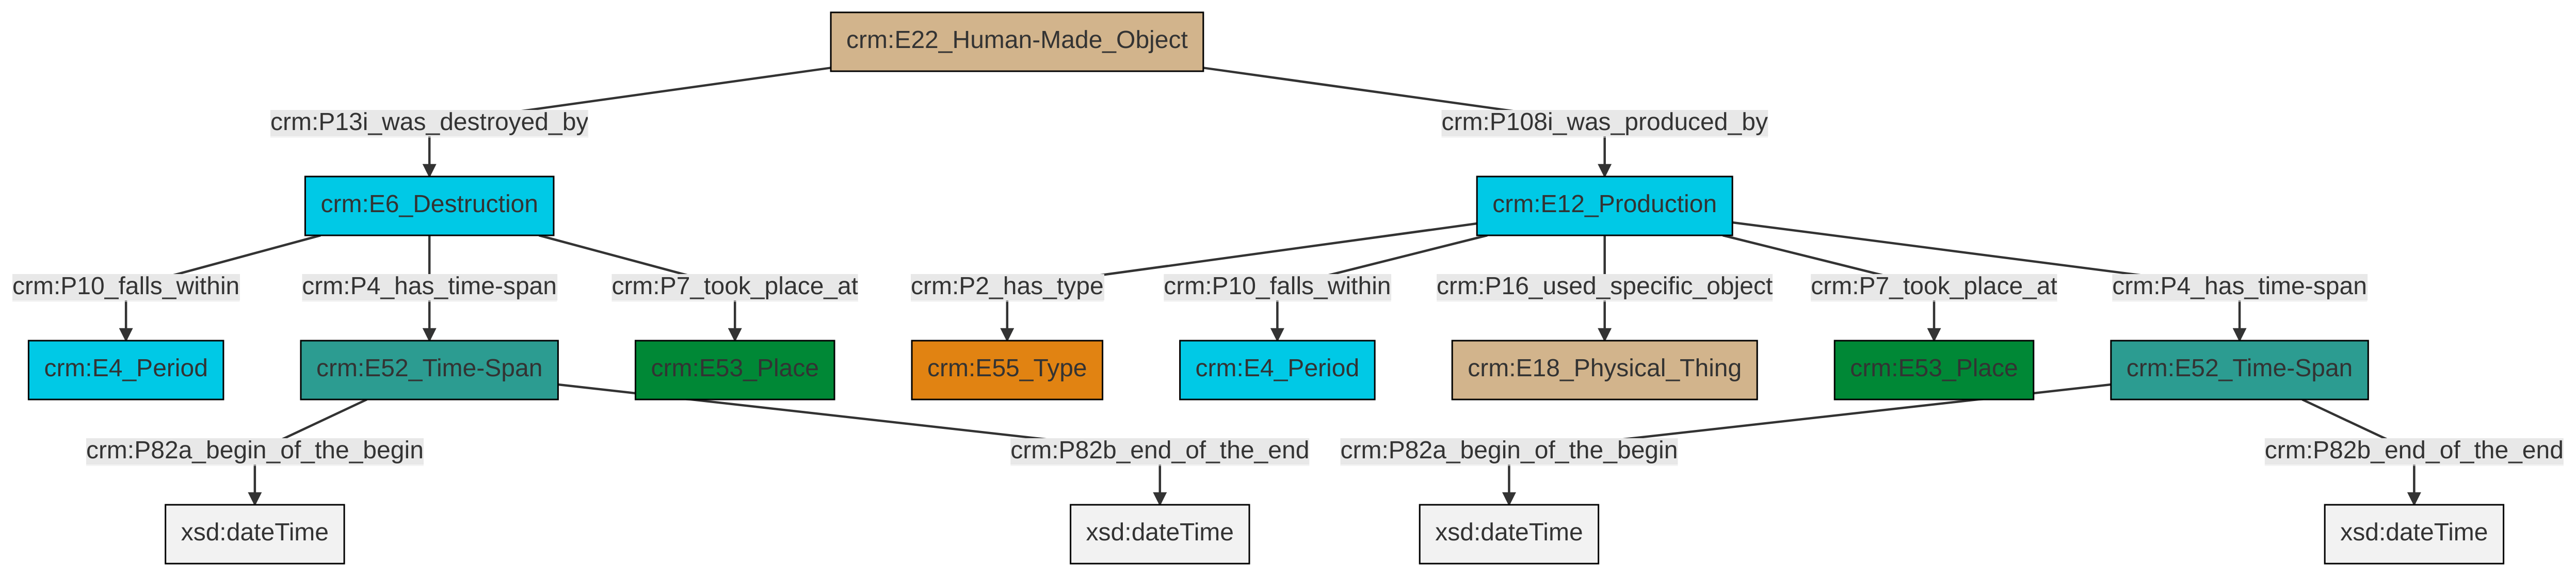 crm:E22_Human-Made_Object
crm:P13i_was_destroyed_by
crm:P108i_was_produced_by
crm:E6_Destruction
crm:E12_Production
crm:P10_falls_within
crm:P4_has_time-span
crm:P7_took_place_at
crm:P2_has_type
crm:P10_falls_within
crm:P16_used_specific_object
crm:P7_took_place_at
crm:P4_has_time-span
crm:E4_Period
crm:E52_Time-Span
crm:E53_Place
crm:E55_Type
crm:E4_Period
crm:E18_Physical_Thing
crm:E53_Place
crm:E52_Time-Span
crm:P82a_begin_of_the_begin
crm:P82b_end_of_the_end
crm:P82a_begin_of_the_begin
crm:P82b_end_of_the_end
xsd:dateTime
xsd:dateTime
xsd:dateTime
xsd:dateTime